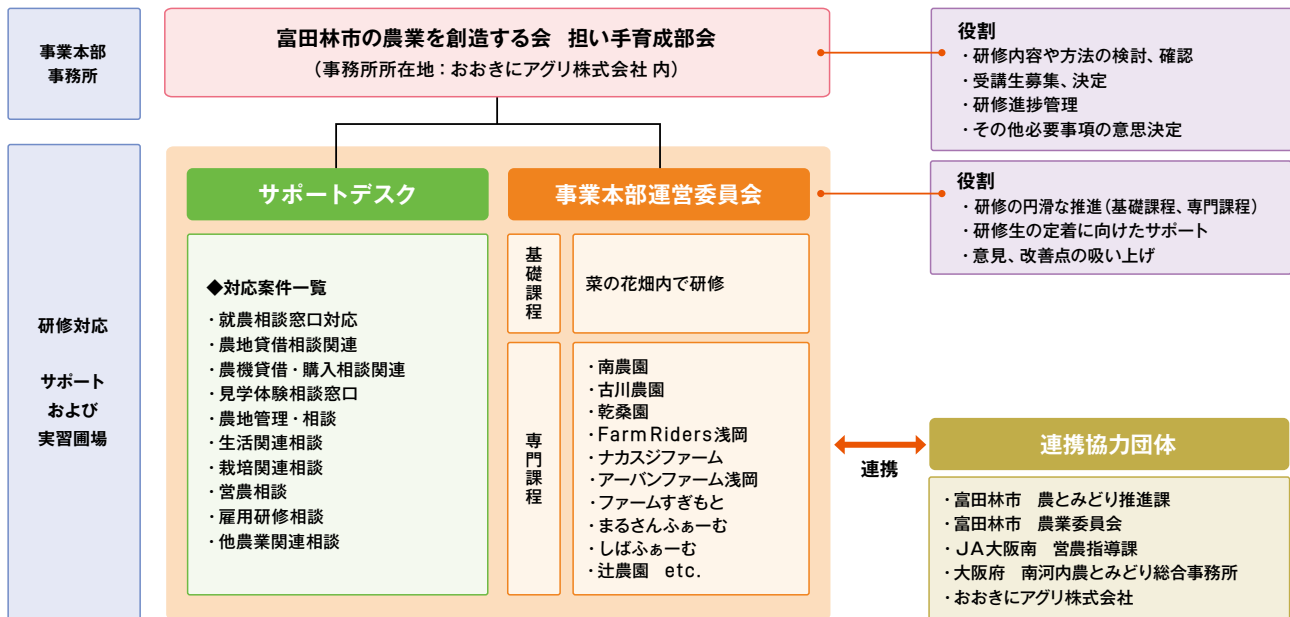 事業本部
事務所
富田林市の農業を創造する会 担い手育成部会
（事務所所在地：おおきにアグリ株式会社 内）
役割
・研修内容や方法の検討、確認
・受講生募集、決定
・研修進捗管理
・その他必要事項の意思決定
研修対応
サポート
および
実習圃場
サポートデスク
◆対応案件一覧
・就農相談窓口対応
・農地貸借相談関連
・農機貸借・購入相談関連
・見学体験相談窓口
・農地管理・相談
・生活関連相談
・栽培関連相談
・営農相談
・雇用研修相談
・他農業関連相談
事業本部運営委員会
基礎課程
菜の花畑内で研修
専門課程
・南農園
・古川農園
・乾桑園
・Farm Riders浅岡
・ナカスジファーム
・アーバンファーム浅岡
・ファームすぎもと
・まるさんふぁーむ
・しばふぁーむ
・辻農園 etc.
役割
・研修の円滑な推進（基礎課程、専門課程）
・研修生の定着に向けたサポート
・意見、改善点の吸い上げ
連携
連携協力団体
・富田林市 農とみどり推進課
・富田林市 農業委員会
・JA大阪南 営農指導課
・大阪府 南河内農とみどり総合事務所
・おおきにアグリ株式会社